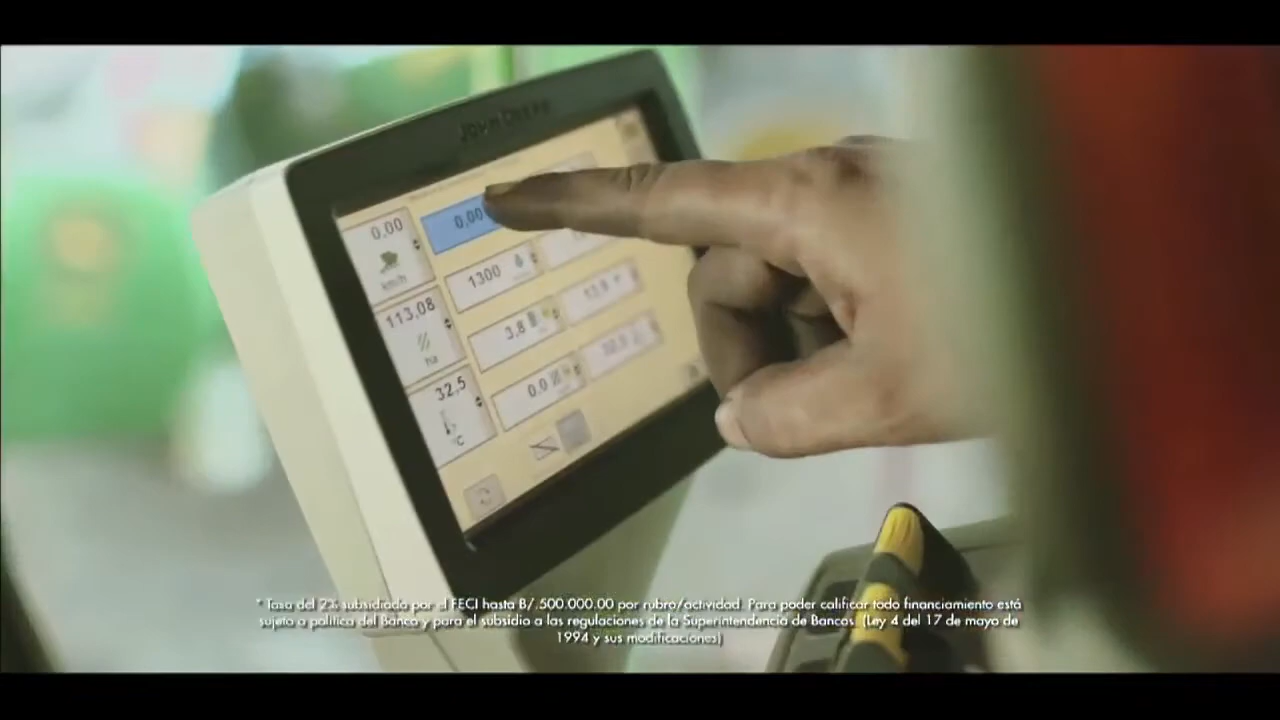 JOHN DEERE
0,00
0,00
km/h
1300
113,08
ha
3,8
32,5
°C
0.0
* Tasa del 2% subsidiada por el FECI hasta B/.500.000.00 por rubro/actividad. Para poder calificar todo financiamiento está
sujeto a política del Banco y para el subsidio a las regulaciones de la Superintendencia de Bancos. (Ley 4 del 17 de mayo de
1994 y sus modificaciones)